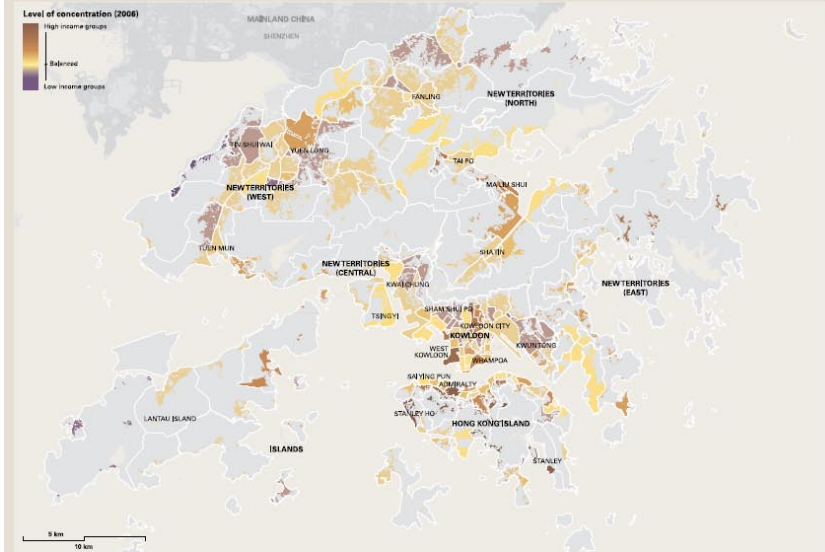 Level of concentration (2006)
High income groups
Balanced
Low income groups
MAINLAND CHINA
SHENZHEN
FANLING
NEW TERRITORIES
(NORTH)
TIN SHUI WAI
YUEN LONG
TAI PO
MA LIU SHUI
NEW TERRITORIES
(WEST)
TUEN MUN
SHA TIN
NEW TERRITORIES
(CENTRAL)
KWAI CHUNG
NEW TERRITORIES
(EAST)
TSING YI
SHAM SHUI PO
KOWLOON CITY
KOWLOON
WEST
KOWLOON
KWUN TONG
WHAMPOA
SAI YING PUN
ADMIRALTY
STANLEY HO
HONG KONG ISLAND
LANTAU ISLAND
ISLANDS
STANLEY
5 km
10 km